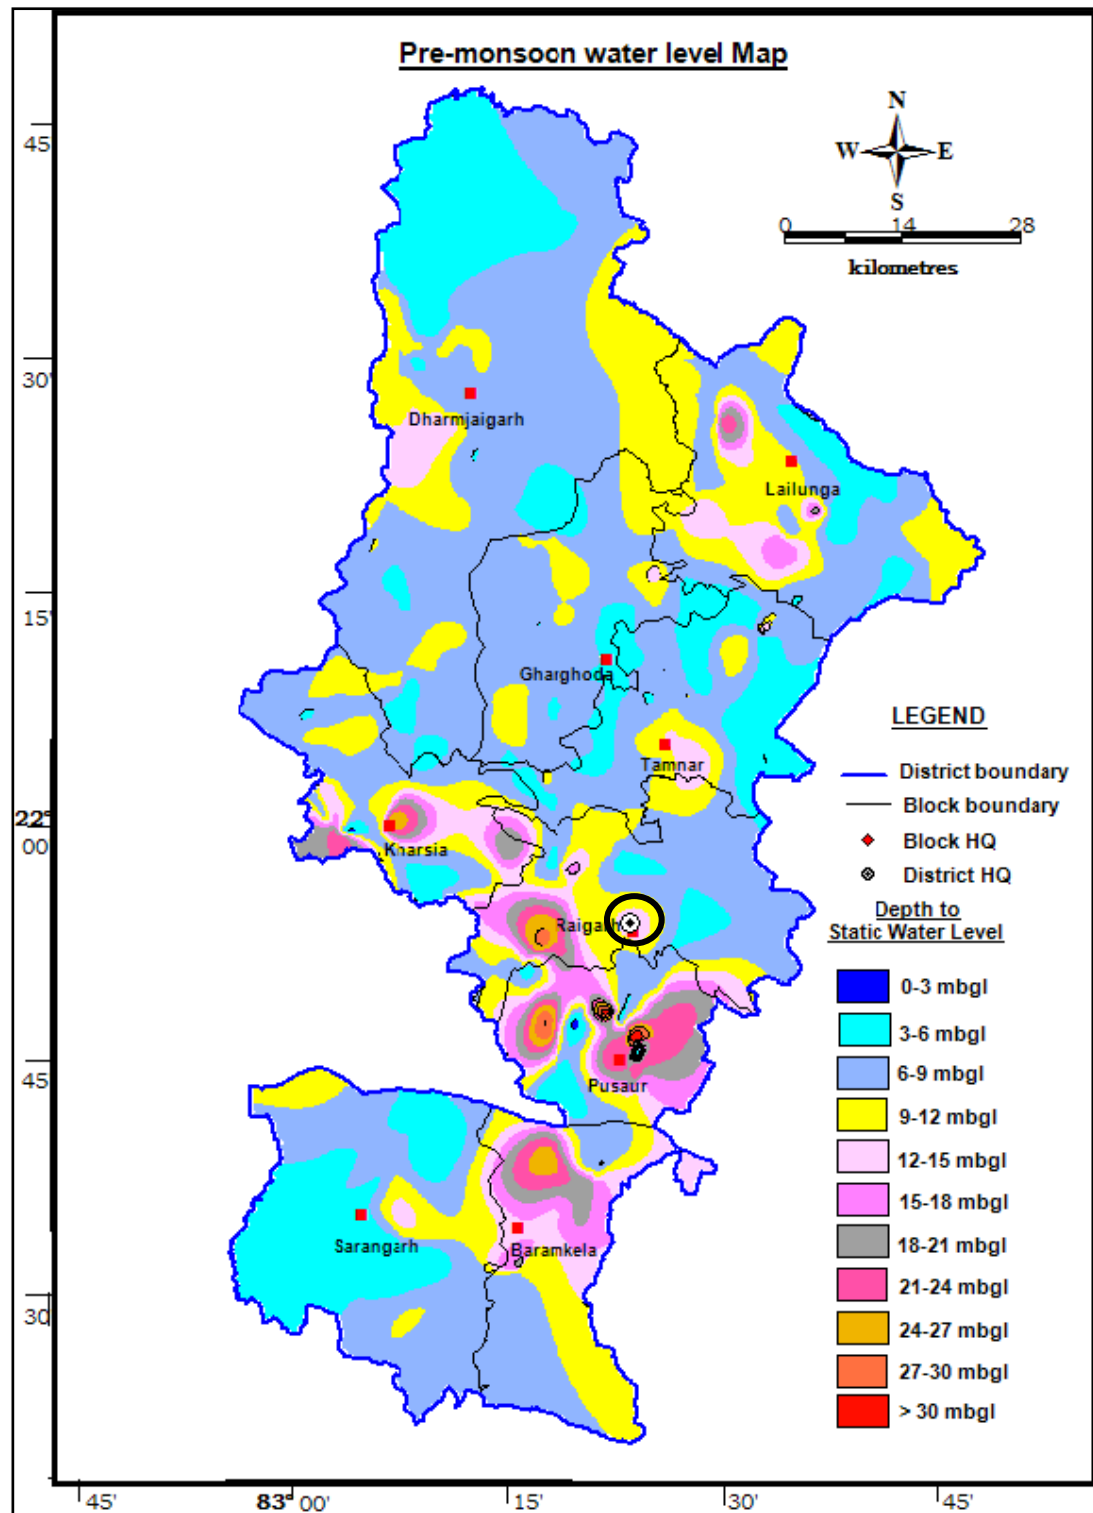 Pre-monsoon water level Map
N
W E
S
0 14 28
kilometres
45'
30'
15'
22°
00'
45'
30'
Dharmjaigarh
Lailunga
Gharghoda
Tamnar
Kharsia
Raigarh
Pusaur
Sarangarh
Baramkela
LEGEND
District boundary
Block boundary
Block HQ
District HQ
Depth to
Static Water Level
0-3 mbgl
3-6 mbgl
6-9 mbgl
9-12 mbgl
12-15 mbgl
15-18 mbgl
18-21 mbgl
21-24 mbgl
24-27 mbgl
27-30 mbgl
> 30 mbgl
45' 83° 00' 15' 30' 45'